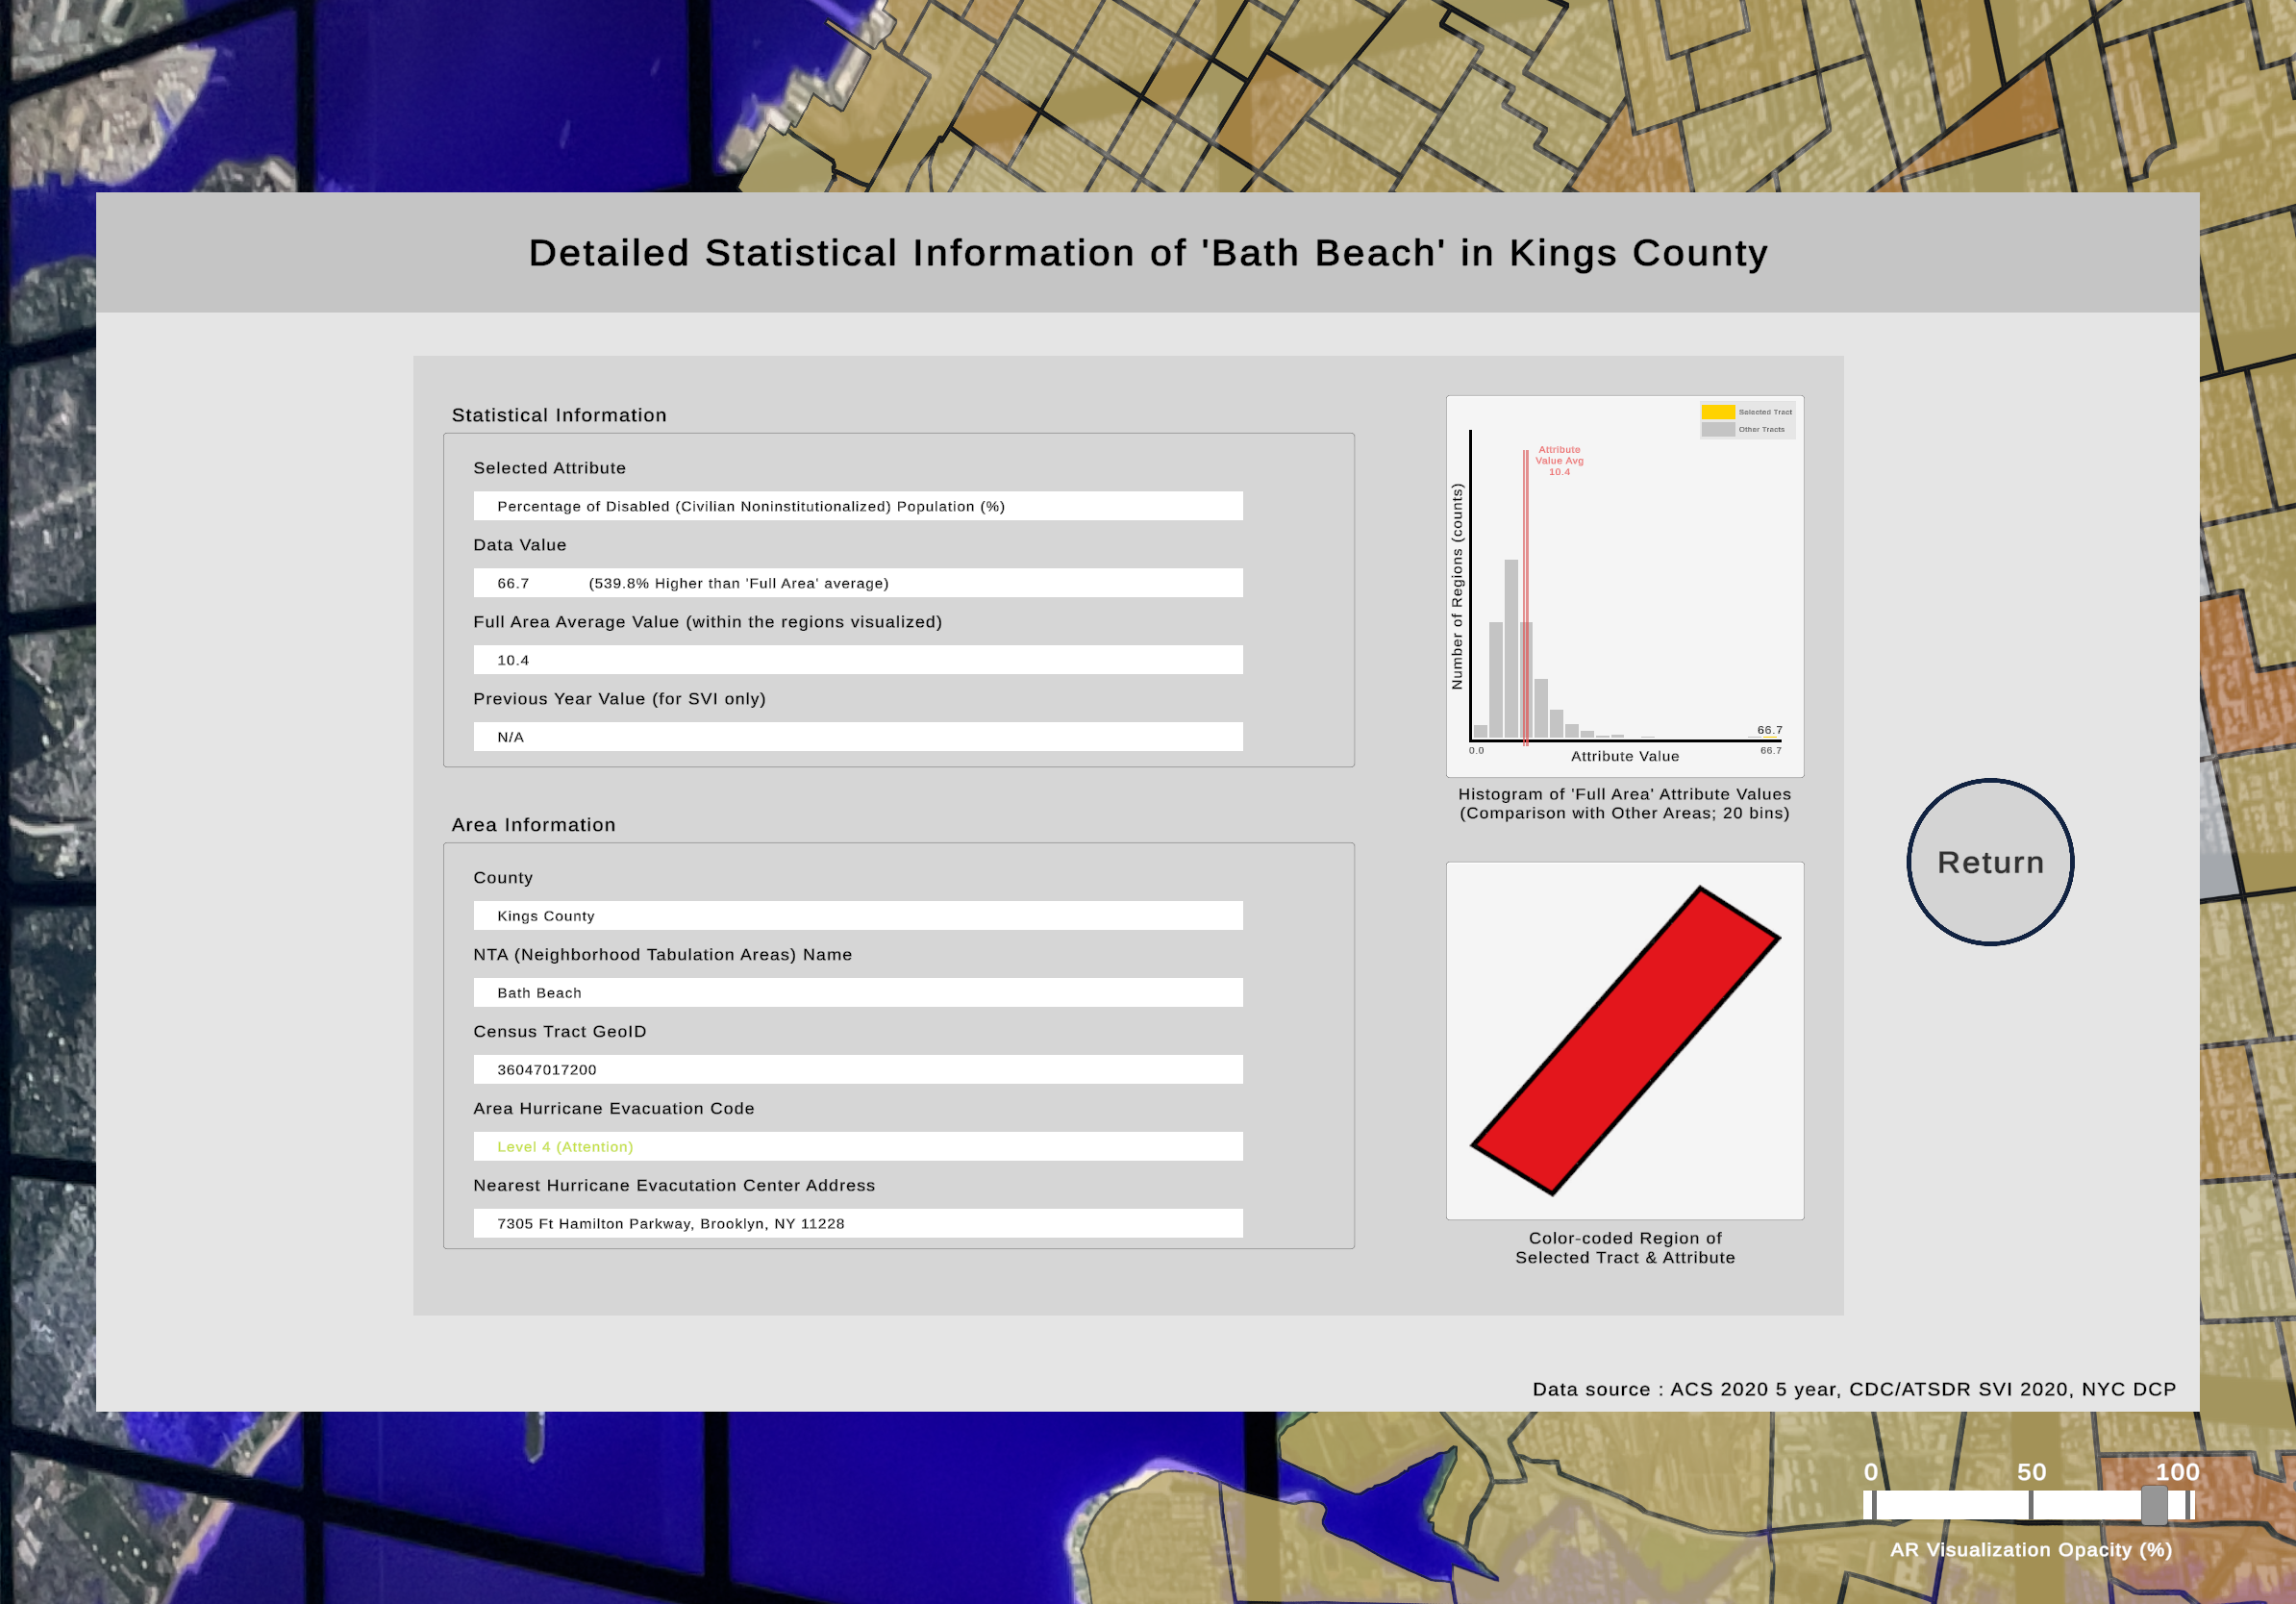 Detailed Statistical Information of 'Bath Beach' in Kings County
Statistical Information
Selected Attribute
Percentage of Disabled (Civilian Noninstitutionalized) Population (%)
Data Value
66.7 (539.8% Higher than 'Full Area' average)
Full Area Average Value (within the regions visualized)
10.4
Previous Year Value (for SVI only)
N/A
Area Information
County
Kings County
NTA (Neighborhood Tabulation Areas) Name
Bath Beach
Census Tract GeoID
36047017200
Area Hurricane Evacuation Code
Level 4 (Attention)
Nearest Hurricane Evacutation Center Address
7305 Ft Hamilton Parkway, Brooklyn, NY 11228
Selected Tract
Other Tracts
Attribute
Value Avg
10.4
Number of Regions (counts)
66.7
0.0
66.7
Attribute Value
Histogram of 'Full Area' Attribute Values
(Comparison with Other Areas; 20 bins)
Color-coded Region of
Selected Tract & Attribute
Return
Data source : ACS 2020 5 year, CDC/ATSDR SVI 2020, NYC DCP
0 50 100
AR Visualization Opacity (%)